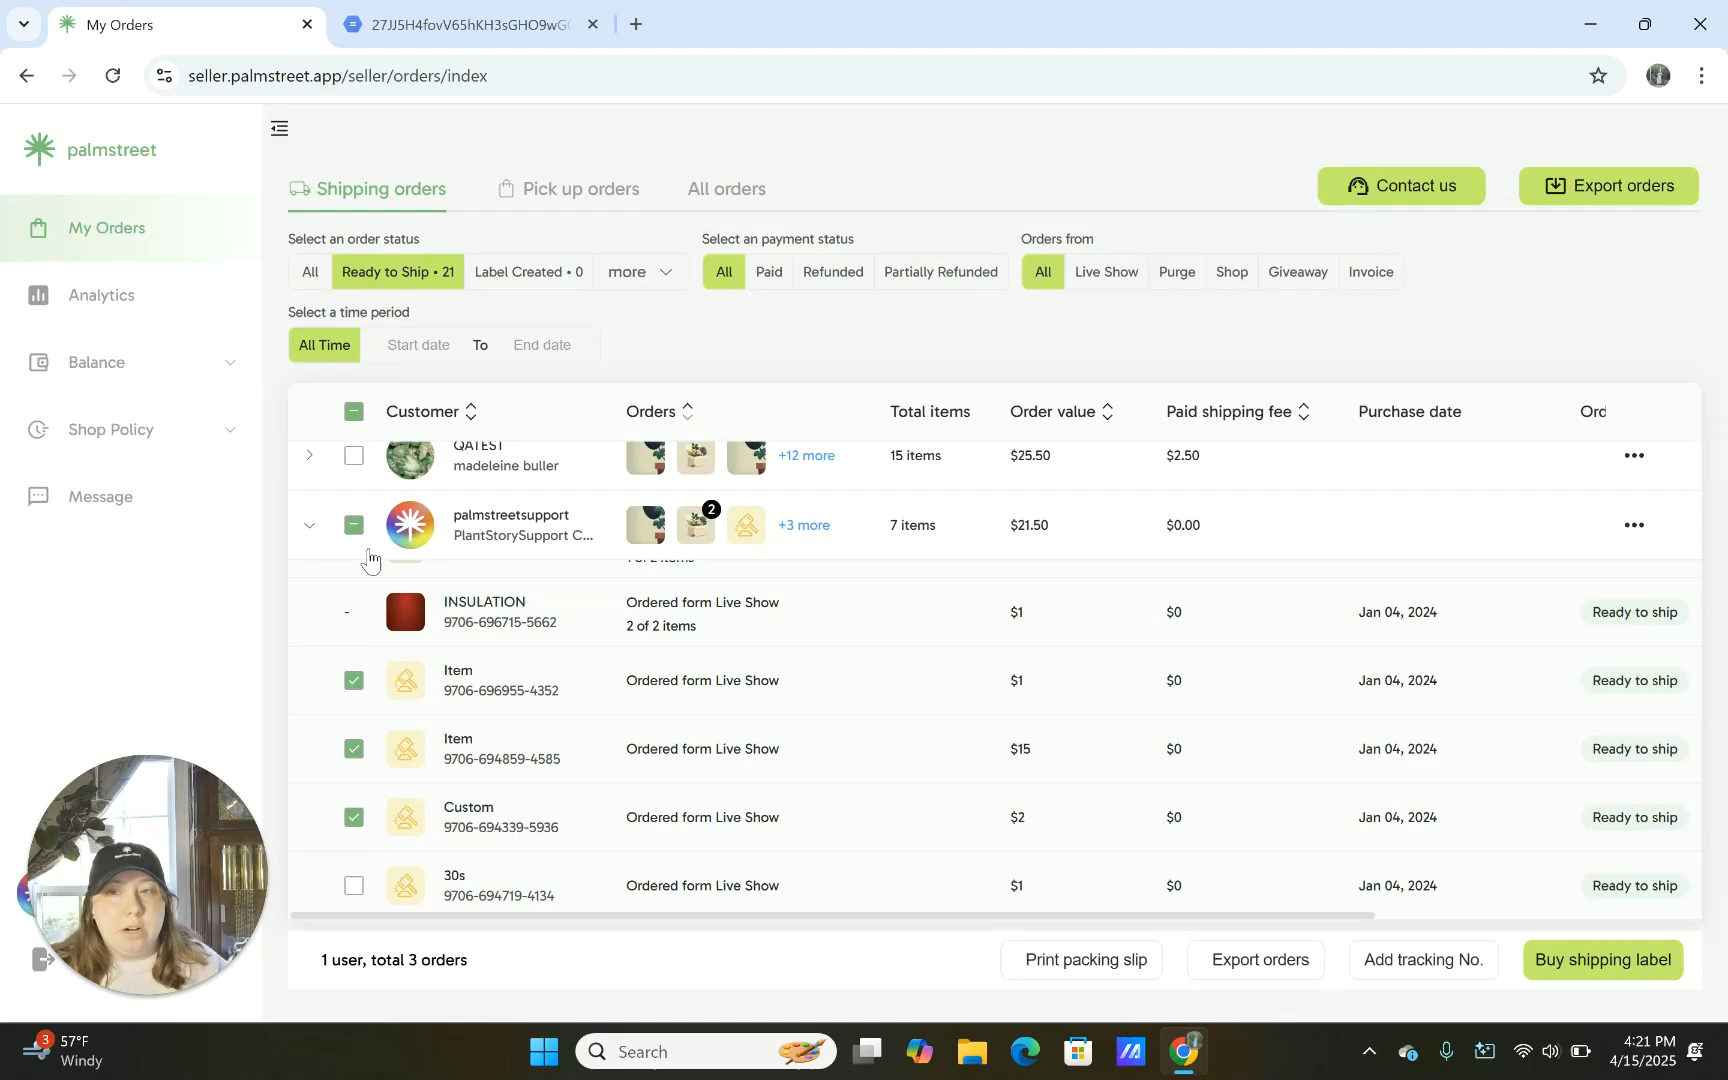 My Orders
27JJ5H4fovV65hKH3sGHO9wG
seller.palmstreet.app/seller/orders/index
palmstreet
My Orders
Analytics
Balance
Shop Policy
Message
Shipping orders
Pick up orders
All orders
Contact us
Export orders
Select an order status
Select an payment status
Orders from
All
Ready to Ship • 21
Label Created • 0
more
All
Paid
Refunded
Partially Refunded
All
Live Show
Purge
Shop
Giveaway
Invoice
Select a time period
All Time
Start date
To
End date
Customer
Orders
Total items
Order value
Paid shipping fee
Purchase date
Ord
QATEST
madeleine buller
+12 more
15 items
$25.50
$2.50
palmstreetsupport
PlantStorySupport C...
2
+3 more
7 items
$21.50
$0.00
INSULATION
9706-696715-5662
Ordered form Live Show
2 of 2 items
$1
$0
Jan 04, 2024
Ready to ship
Item
9706-696955-4352
Ordered form Live Show
$1
$0
Jan 04, 2024
Ready to ship
Item
9706-694859-4585
Ordered form Live Show
$15
$0
Jan 04, 2024
Ready to ship
Custom
9706-694339-5936
Ordered form Live Show
$2
$0
Jan 04, 2024
Ready to ship
30s
9706-694719-4134
Ordered form Live Show
$1
$0
Jan 04, 2024
Ready to ship
1 user, total 3 orders
Print packing slip
Export orders
Add tracking No.
Buy shipping label
3
57°F
Windy
Search
4:21 PM
4/15/2025